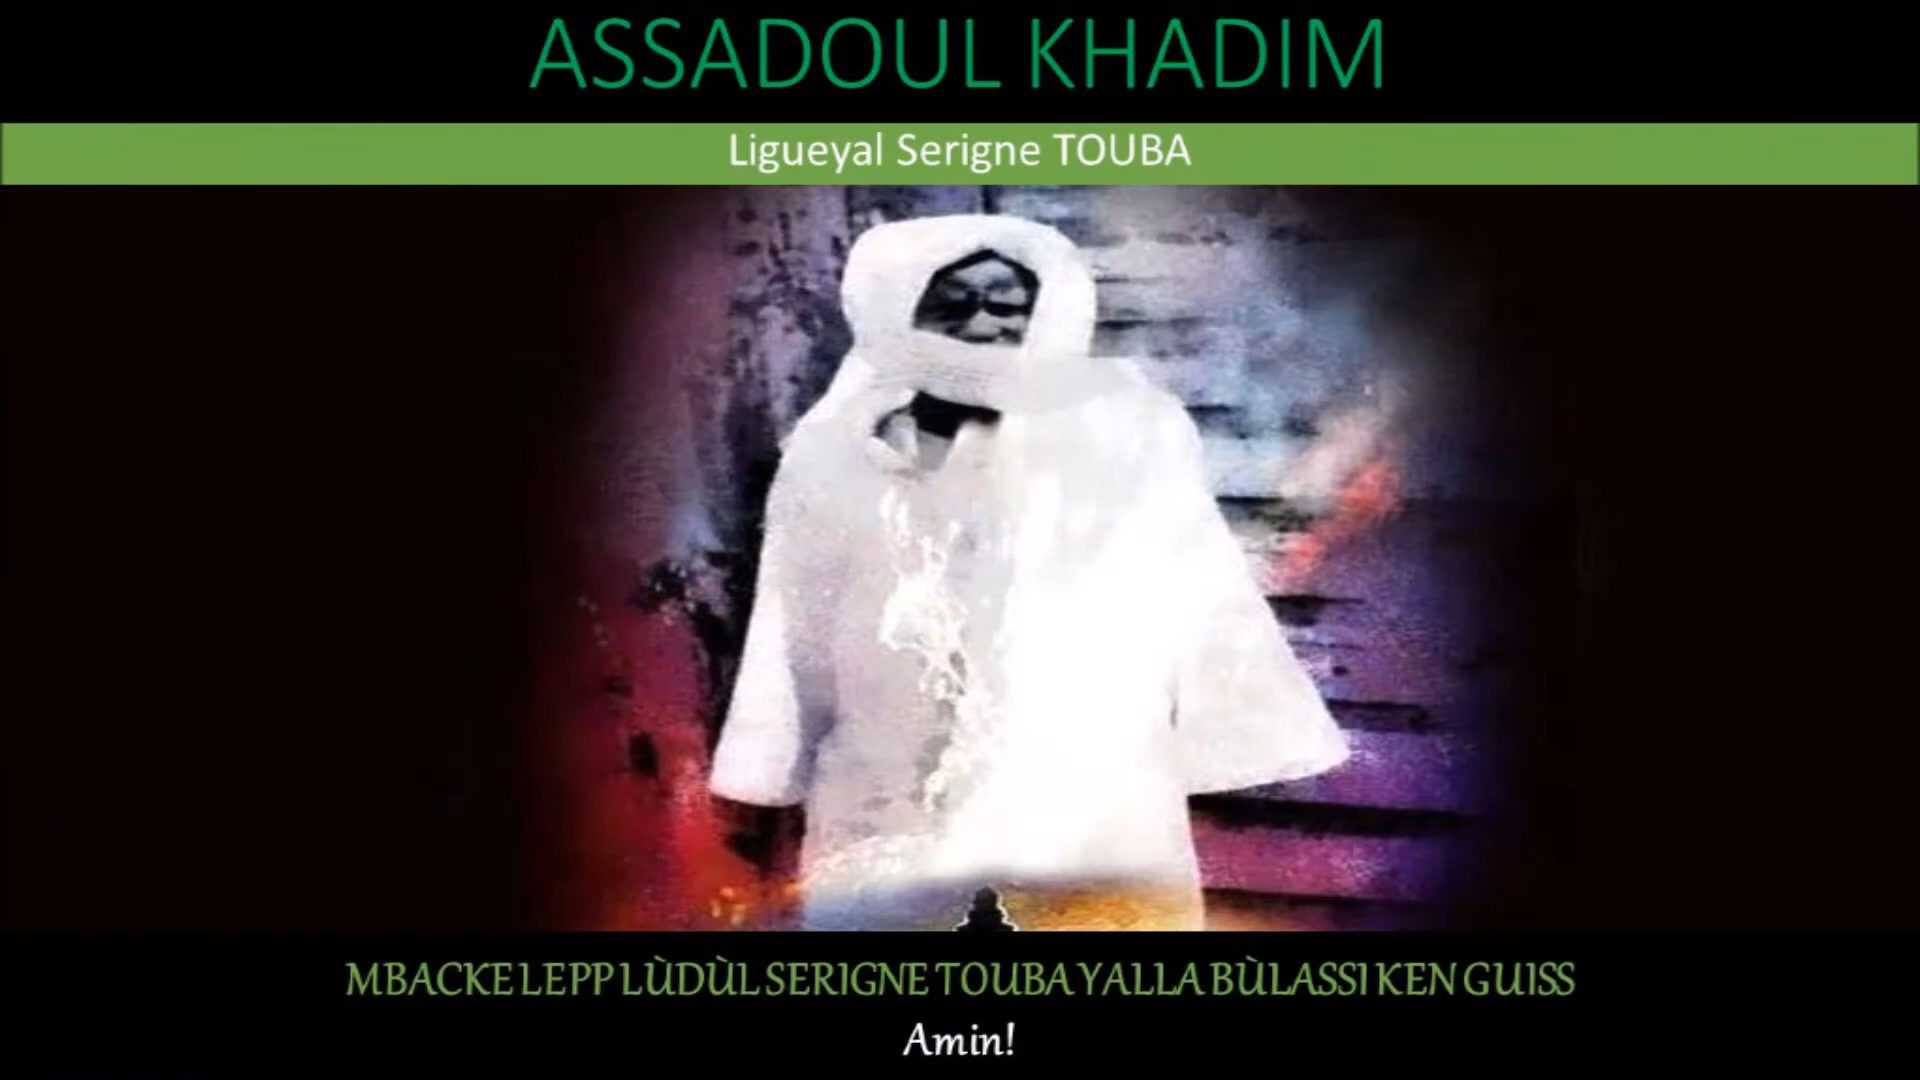 ASSADOUL KHADIM
Ligueyal Serigne TOUBA
MBACKE LEPP LÙDÙL SERIGNE TOUBA YALLA BÙLASSI KEN GUISS
Amin!